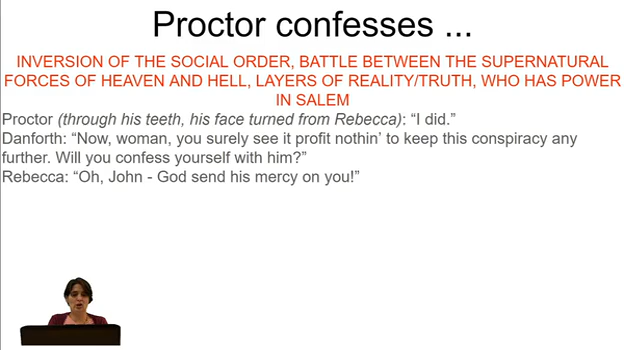 Proctor confesses ...
INVERSION OF THE SOCIAL ORDER, BATTLE BETWEEN THE SUPERNATURAL
FORCES OF HEAVEN AND HELL, LAYERS OF REALITY/TRUTH, WHO HAS POWER
IN SALEM
Proctor (through his teeth, his face turned from Rebecca): “I did.”
Danforth: “Now, woman, you surely see it profit nothin’ to keep this conspiracy any
further. Will you confess yourself with him?”
Rebecca: “Oh, John - God send his mercy on you!”